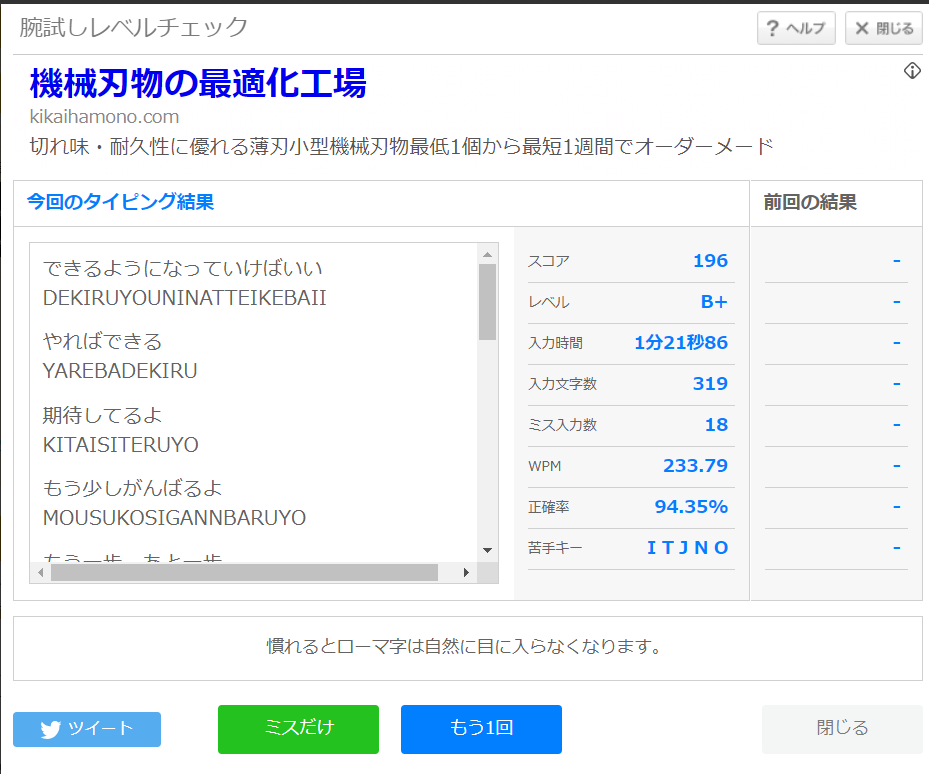 腕試しレベルチェック
? ヘルプ
× 閉じる
機械刃物の最適化工場
kikaihamono.com
切れ味・耐久性に優れる薄刃小型機械刃物最低1個から最短1週間でオーダーメード
今回のタイピング結果
前回の結果
できるようになっていけばいい
DEKIRUYOUNINATTEIKEBAII
やればできる
YAREBADEKIRU
期待してるよ
KITAISITERUYO
もう少しがんばるよ
MOUSUKOSIGANNBARUYO
もう一歩、あと一歩
スコア 196 -
レベル B+ -
入力時間 1分21秒86 -
入力文字数 319 -
ミス入力数 18 -
WPM 233.79 -
正確率 94.35% -
苦手キー I T J N O -
慣れるとローマ字は自然に目に入らなくなります。
ツイート
ミスだけ
もう1回
閉じる